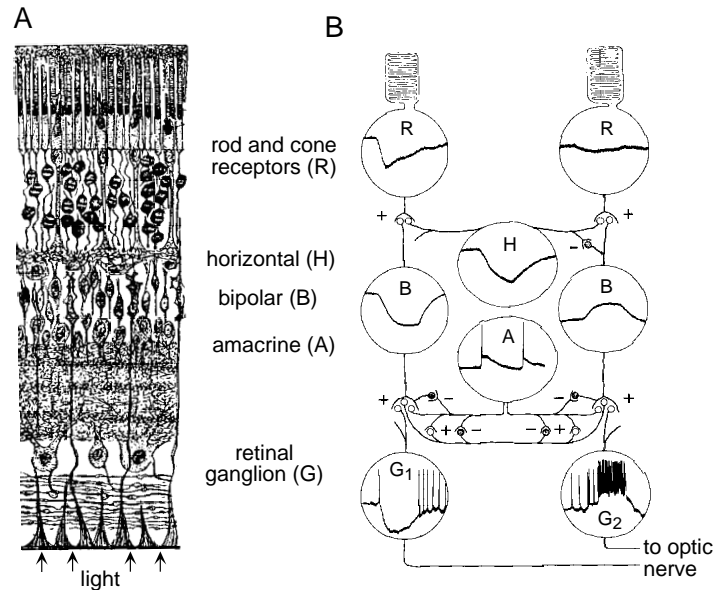 A
B
rod and cone
receptors (R)
horizontal (H)
bipolar (B)
amacrine (A)
retinal
ganglion (G)
light
R
R
+
+
H
−
B
B
A
+
−
−
+
+
−
−
+
G1
G2
to optic
nerve